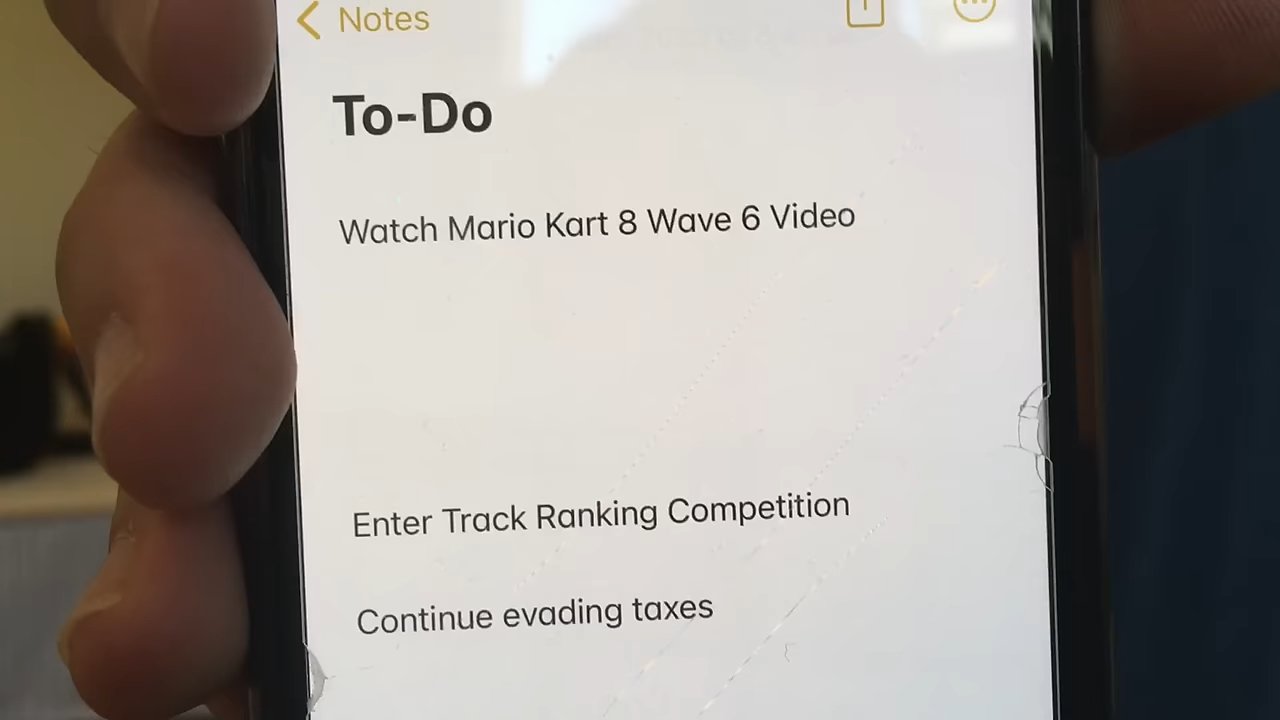 Notes
To-Do
Watch Mario Kart 8 Wave 6 Video
Enter Track Ranking Competition
Continue evading taxes